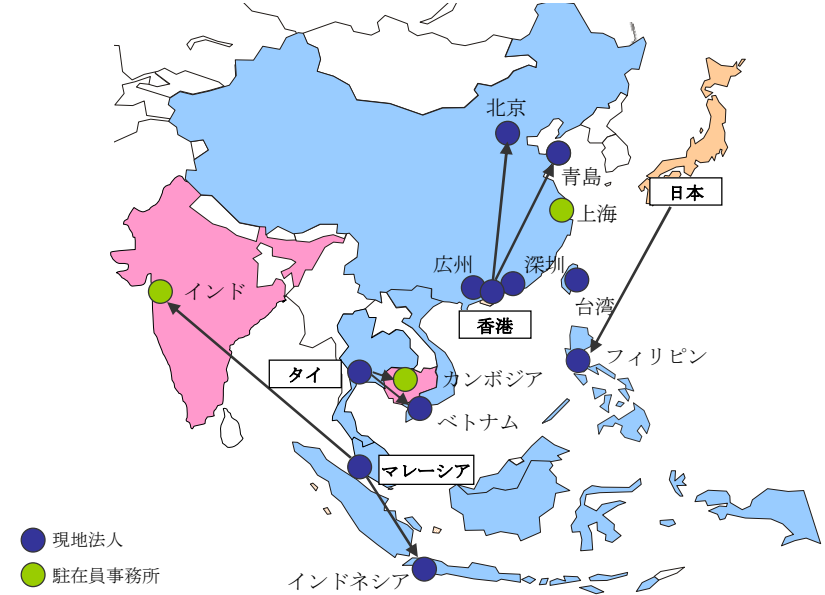 北京
青島
日本
上海
広州
深圳
インド
台湾
香港
フィリピン
タイ
カンボジア
ベトナム
マレーシア
現地法人
駐在員事務所
インドネシア